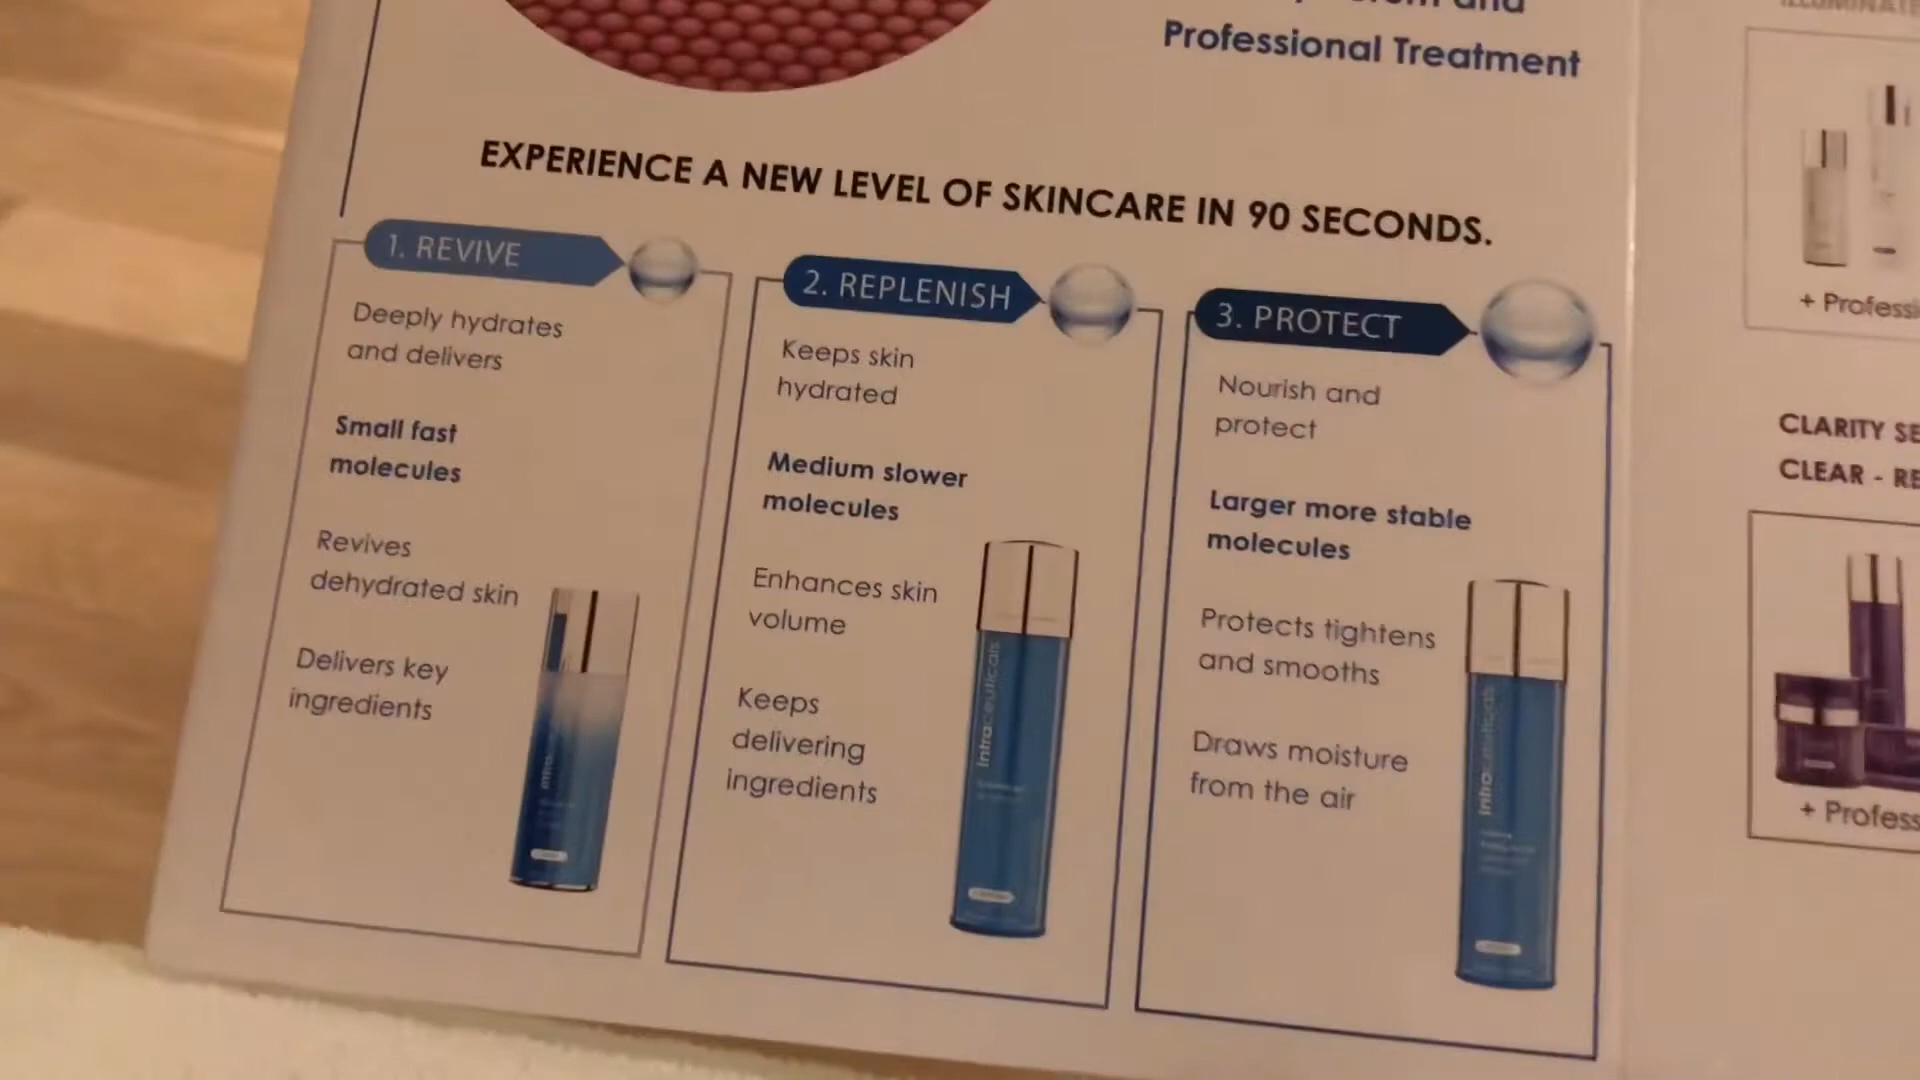 and
Professional Treatment
EXPERIENCE A NEW LEVEL OF SKINCARE IN 90 SECONDS.
1. REVIVE
Deeply hydrates
and delivers
Small fast
molecules
Revives
dehydrated skin
Delivers key
ingredients
2. REPLENISH
Keeps skin
hydrated
Medium slower
molecules
Enhances skin
volume
Keeps
delivering
ingredients
intraceuticals
3. PROTECT
Nourish and
protect
Larger more stable
molecules
Protects tightens
and smooths
Draws moisture
from the air
intraceuticals
+ Professi
CLARITY SE
CLEAR - RE
+ Profess